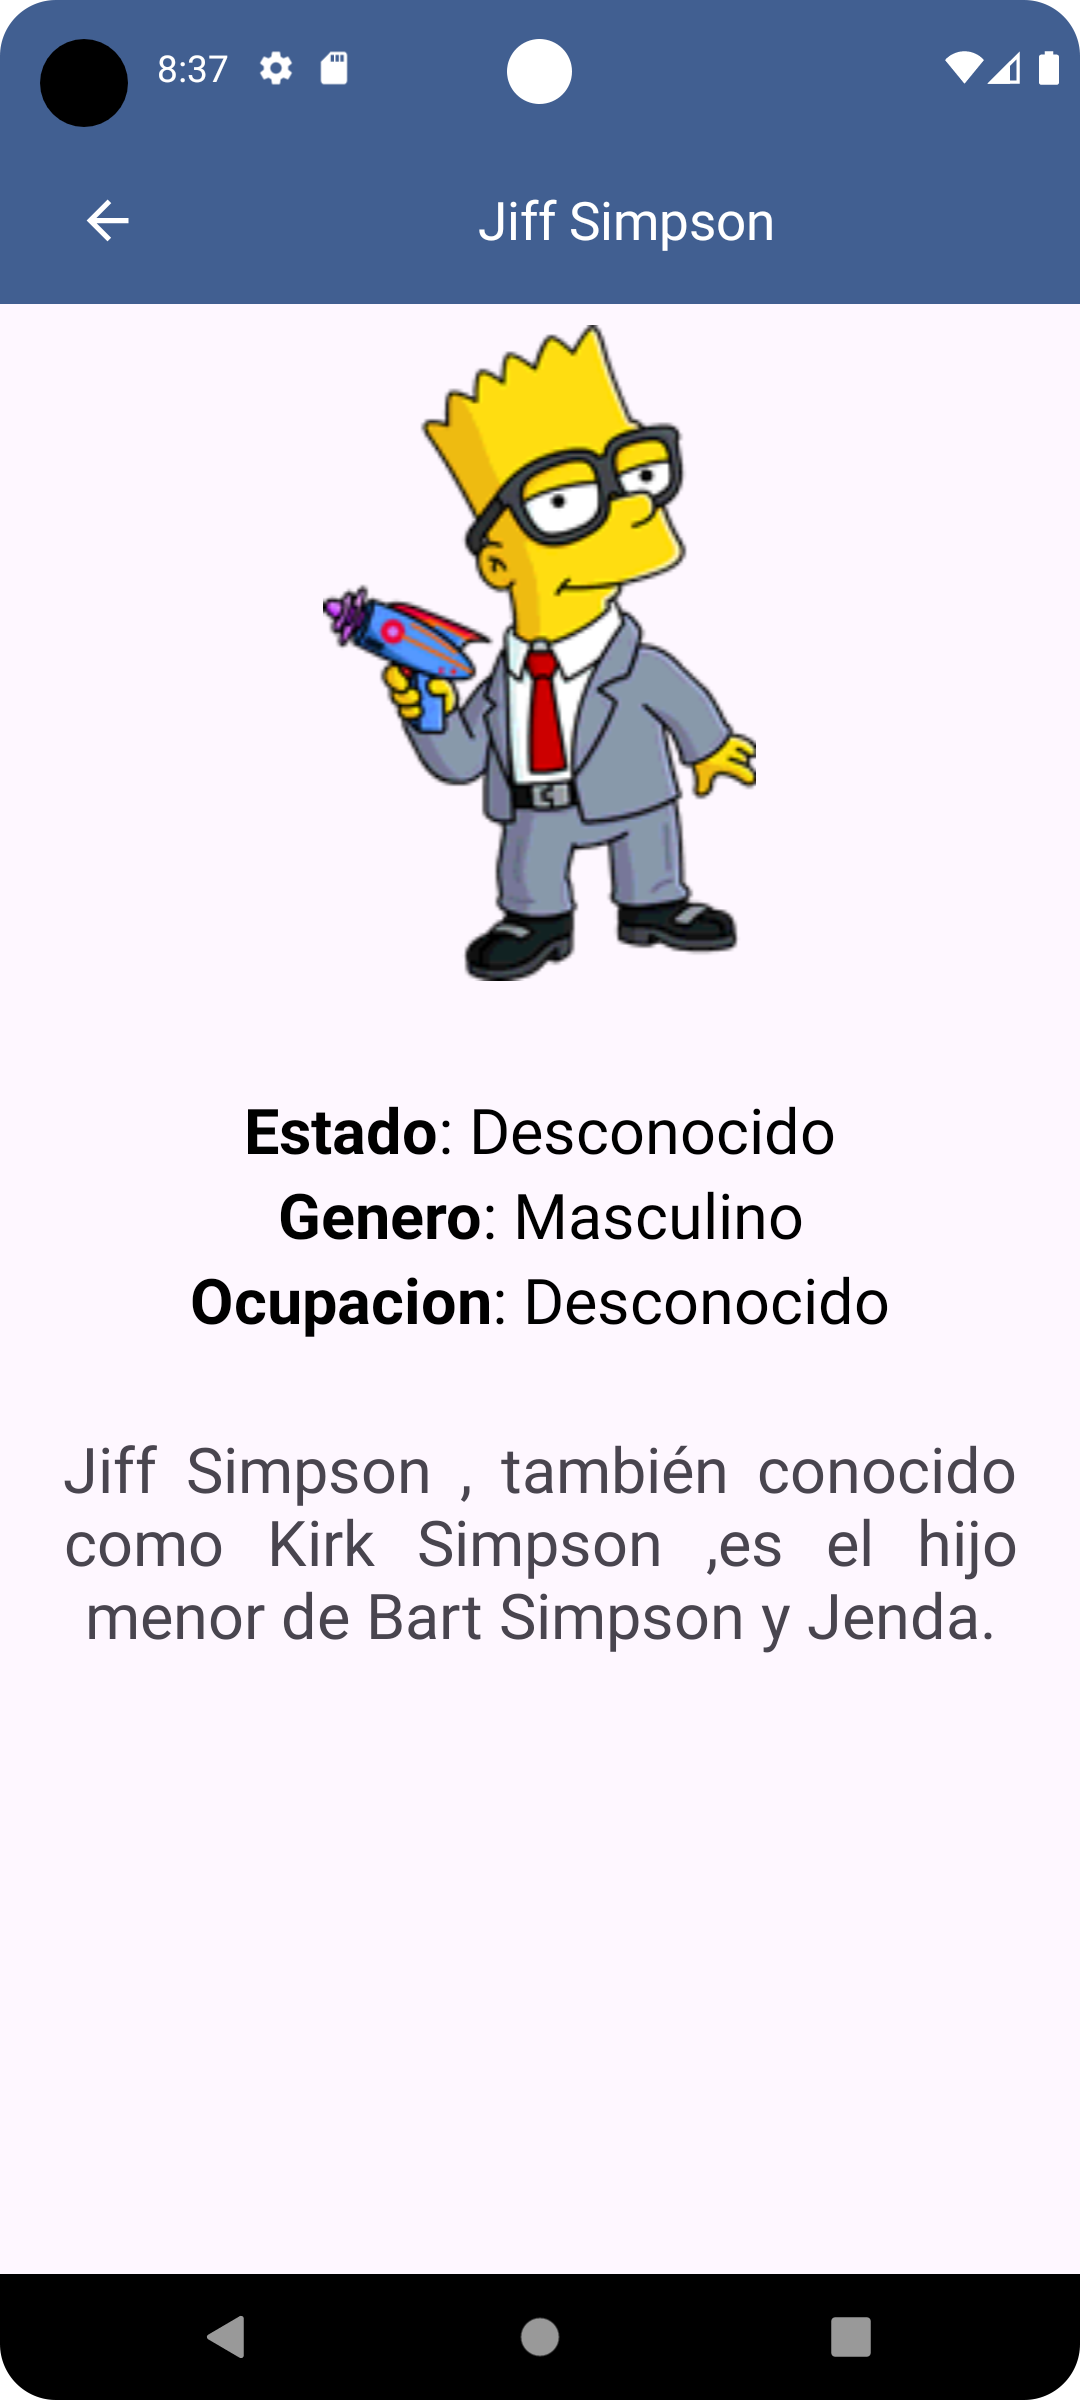 8:37
Jiff Simpson
Estado: Desconocido
Genero: Masculino
Ocupacion: Desconocido
Jiff Simpson , también conocido
como Kirk Simpson ,es el hijo
menor de Bart Simpson y Jenda.